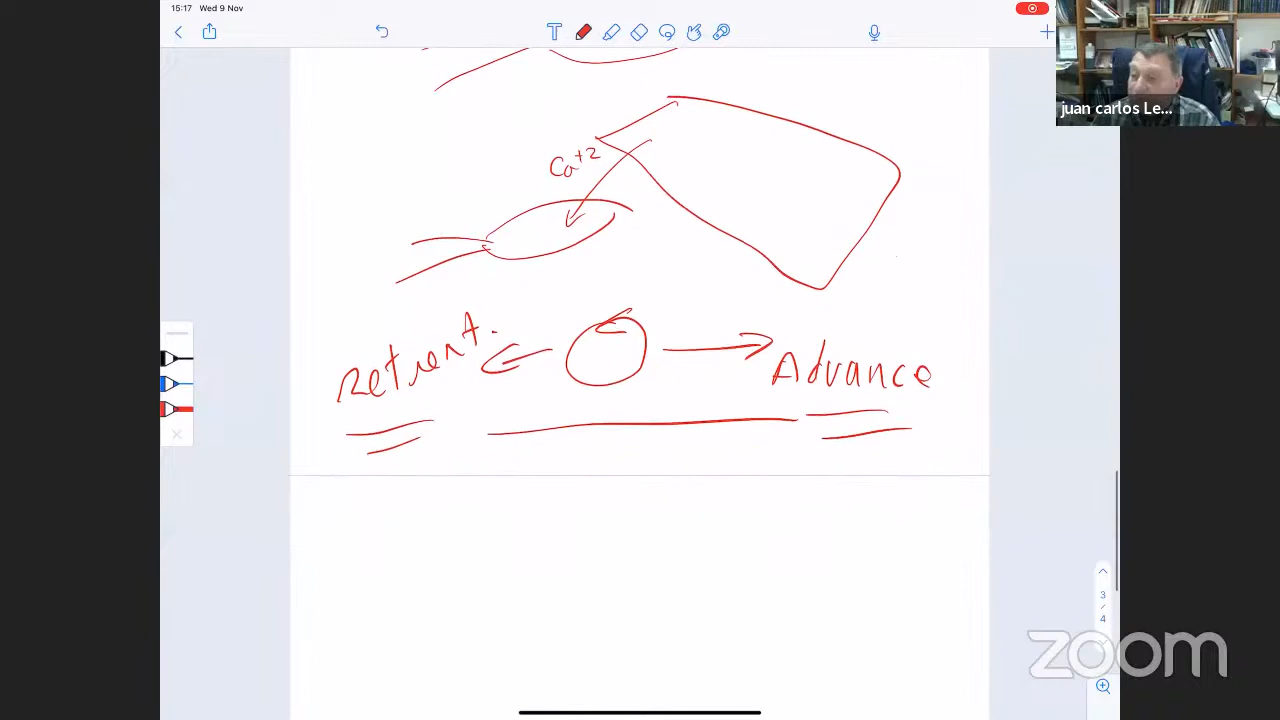 15:17 Wed 9 Nov
juan carlos Le...
Ca+2
Retreat. Advance
3
/
4
zoom